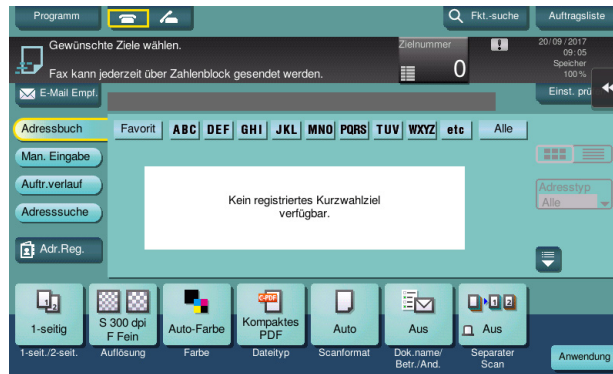 Programm
Fkt.-suche
Auftragsliste
Gewünschte Ziele wählen.
Zielnummer
20/09/2017
09:05
Fax kann jederzeit über Zahlenblock gesendet werden.
0
Speicher
100 %
E-Mail Empf.
Einst. prü
Adressbuch
Favorit
ABC
DEF
GHI
JKL
MNO
PQRS
TUV
WXYZ
etc
Alle
Man. Eingabe
Auftr.verlauf
Adresssuche
Kein registriertes Kurzwahlziel
verfügbar.
Adresstyp
Alle
Adr.Reg.
1-seitig
S 300 dpi
F Fein
Auto-Farbe
C-PDF
Kompaktes
PDF
Auto
Aus
Aus
1-seit./2-seit.
Auflösung
Farbe
Dateityp
Scanformat
Dok.name/
Betr./And.
Separater
Scan
Anwendung